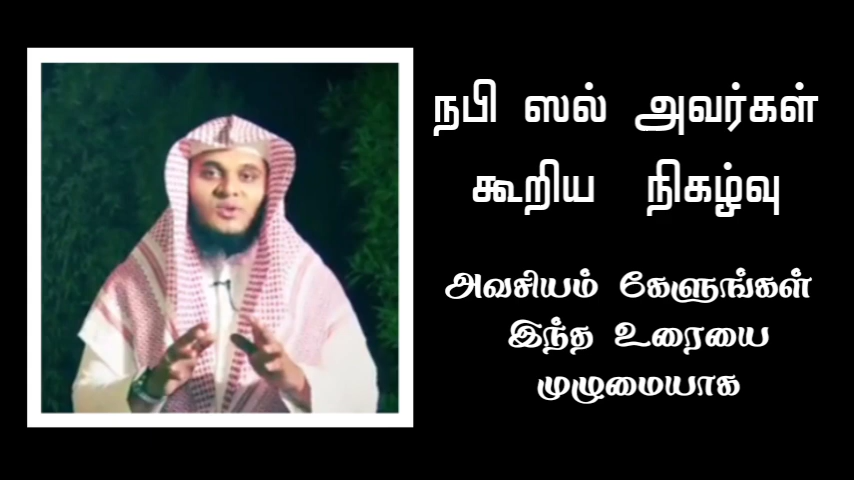 நபி ஸல் அவர்கள்
கூறிய நிகழ்வு
அவசியம் கேளுங்கள்
இந்த உரையை
முழுமையாக